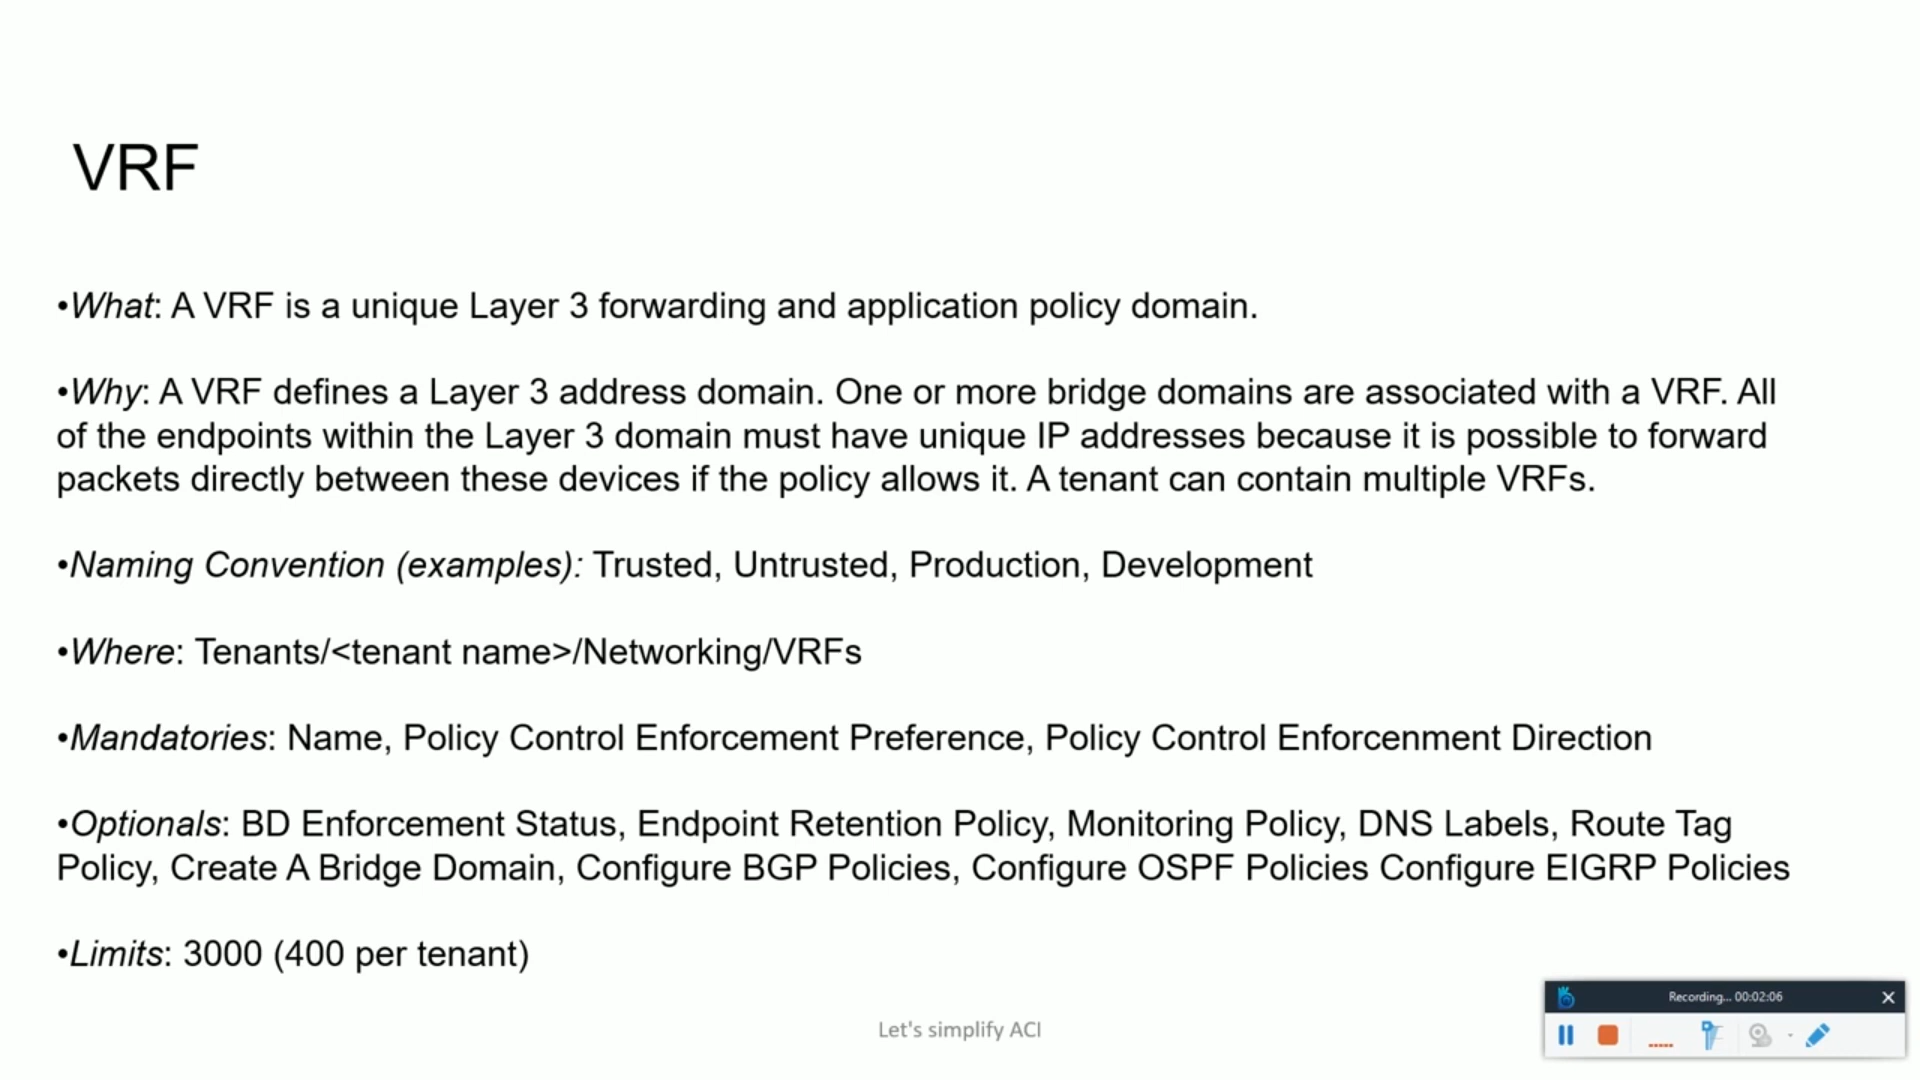 VRF
•What: A VRF is a unique Layer 3 forwarding and application policy domain.
•Why: A VRF defines a Layer 3 address domain. One or more bridge domains are associated with a VRF. All
of the endpoints within the Layer 3 domain must have unique IP addresses because it is possible to forward
packets directly between these devices if the policy allows it. A tenant can contain multiple VRFs.
•Naming Convention (examples): Trusted, Untrusted, Production, Development
•Where: Tenants/<tenant name>/Networking/VRFs
•Mandatories: Name, Policy Control Enforcement Preference, Policy Control Enforcenment Direction
•Optionals: BD Enforcement Status, Endpoint Retention Policy, Monitoring Policy, DNS Labels, Route Tag
Policy, Create A Bridge Domain, Configure BGP Policies, Configure OSPF Policies Configure EIGRP Policies
•Limits: 3000 (400 per tenant)
Recording... 00:02:06
Let's simplify ACI